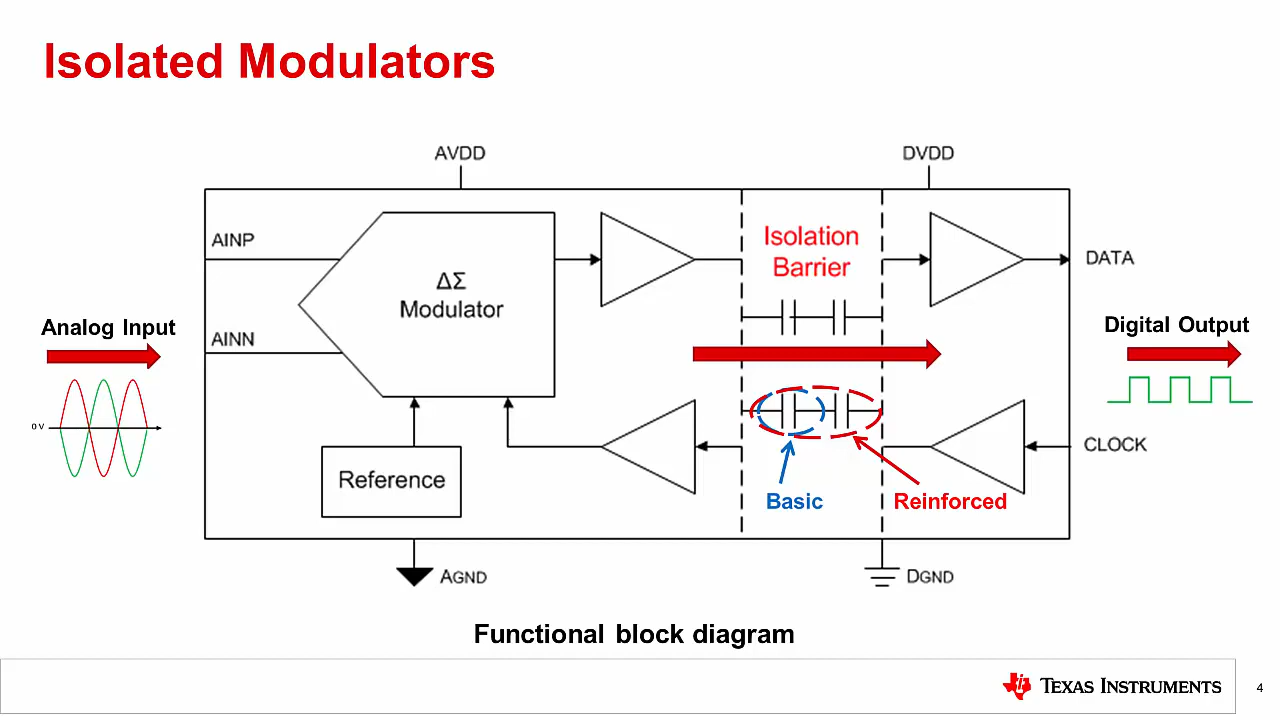 Isolated Modulators
AVDD
DVDD
AINP
AINN
ΔΣ
Modulator
Isolation
Barrier
DATA
Analog Input
0 V
Digital Output
Reference
CLOCK
Basic
Reinforced
AGND
DGND
Functional block diagram
TEXAS INSTRUMENTS
4